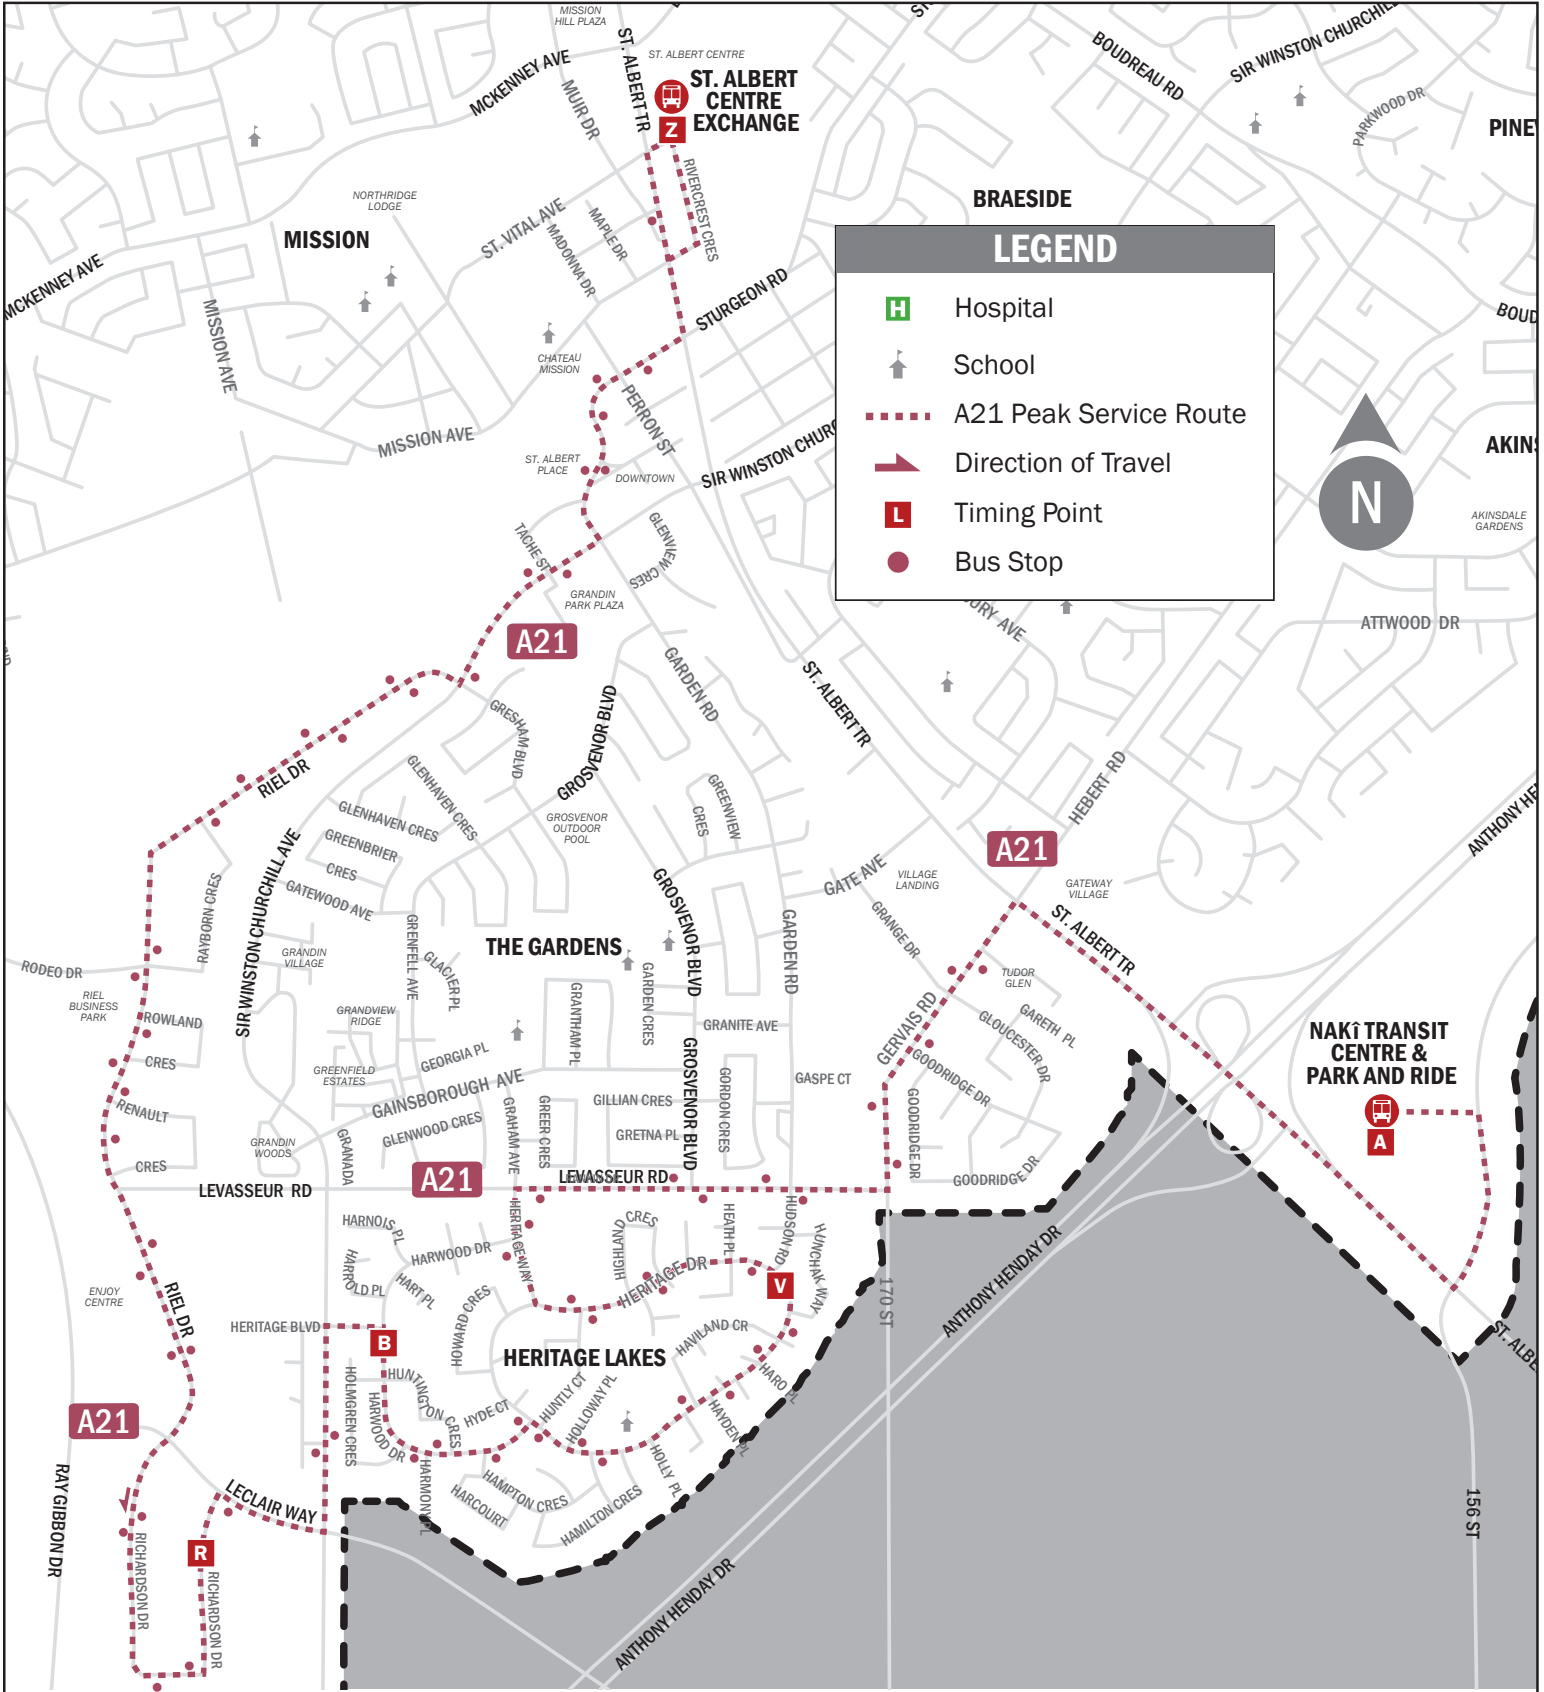 MISSION
HILL PLAZA
ST. ALBERT TR
ST. ALBERT CENTRE
MCKENNEY AVE
MUIR DR
ST. ALBERT
CENTRE
EXCHANGE
Z
BOUDREAU RD
SIR WINSTON CHURCHILL
PARKWOOD DR
PINE
RIVERCREST CRES
NORTHRIDGE
LODGE
MISSION
ST. VITAL AVE
MAPLE DR
MADONNA DR
BRAESIDE
MCKENNEY AVE
MISSION AVE
STURGEON RD
BOUD
CHATEAU
MISSION
PERRON ST
MISSION AVE
ST. ALBERT
PLACE
DOWNTOWN
SIR WINSTON CHURC
LEGEND
H
Hospital
School
A21 Peak Service Route
Direction of Travel
L
Timing Point
Bus Stop
N
AKINS
AKINSDALE
GARDENS
TACHE ST
GLENVIEW CRES
GRANDIN
PARK PLAZA
URY AVE
ATTWOOD DR
A21
GARDEN RD
ST. ALBERT TR
GROSVENOR BLVD
GRESHAM BLVD
RIEL DR
GLENHAVEN CRES
GLENHAVEN CRES
GREENBRIER
CRES
GATEWOOD AVE
GROSVENOR
OUTDOOR
POOL
GREENVIEW
CRES
HEBERT RD
ANTHONY HE
A21
GATE AVE
VILLAGE
LANDING
GATEWAY
VILLAGE
SIR WINSTON CHURCHILL AVE
RAYBORN CRES
GROSVENOR BLVD
GRANGE DR
ST. ALBERT TR
GARDEN RD
THE GARDENS
GRENFELL AVE
GLACIER PL
GRANDIN
VILLAGE
RODEO DR
RIEL
BUSINESS
PARK
ROWLAND
CRES
GRANDVIEW
RIDGE
GRANTHAM PL
GARDEN CRES
GRANITE AVE
TUDOR
GLEN
GARETH PL
GLOUCESTER DR
GERVAIS RD
GOODRIDGE DR
NAKÎ TRANSIT
CENTRE &
PARK AND RIDE
A
GEORGIA PL
GREENFIELD
ESTATES
GAINSBOROUGH AVE
GLENWOOD CRES
GROSVENOR BLVD
GORDON CRES
GASPE CT
GILLIAN CRES
GRETNA PL
GRAHAM AVE
GREER CRES
GOODRIDGE DR
GOODRIDGE DR
RENAULT
CRES
GRANDIN
WOODS
GRANADA
A21
LEVASSEUR RD
LEVASSEUR RD
HARNOIS PL
HARWOOD DR
HERITAGE WAY
HIGHLAND CRES
HEATH PL
HUDSON RD
HUNCHAK WAY
HARROLD PL
HART PL
HERITAGE DR
V
170 ST
ANTHONY HENDAY DR
ENJOY
CENTRE
RIEL DR
HERITAGE BLVD
B
HOWARD CRES
HERITAGE LAKES
HAVILAND CR
HARO PL
ST. ALBE
HOLMGREN CRES
HUNTINGTON CRES
HARWOOD DR
HYDE CT
HUNTLY CT
HOLLOWAY PL
HAYDEN PL
A21
RAY GIBBON DR
LECLAIR WAY
HARMONY PL
HARCOURT
HAMPTON CRES
HAMILTON CRES
HOLLY PL
156 ST
R
RICHARDSON DR
RICHARDSON DR
ANTHONY HENDAY DR